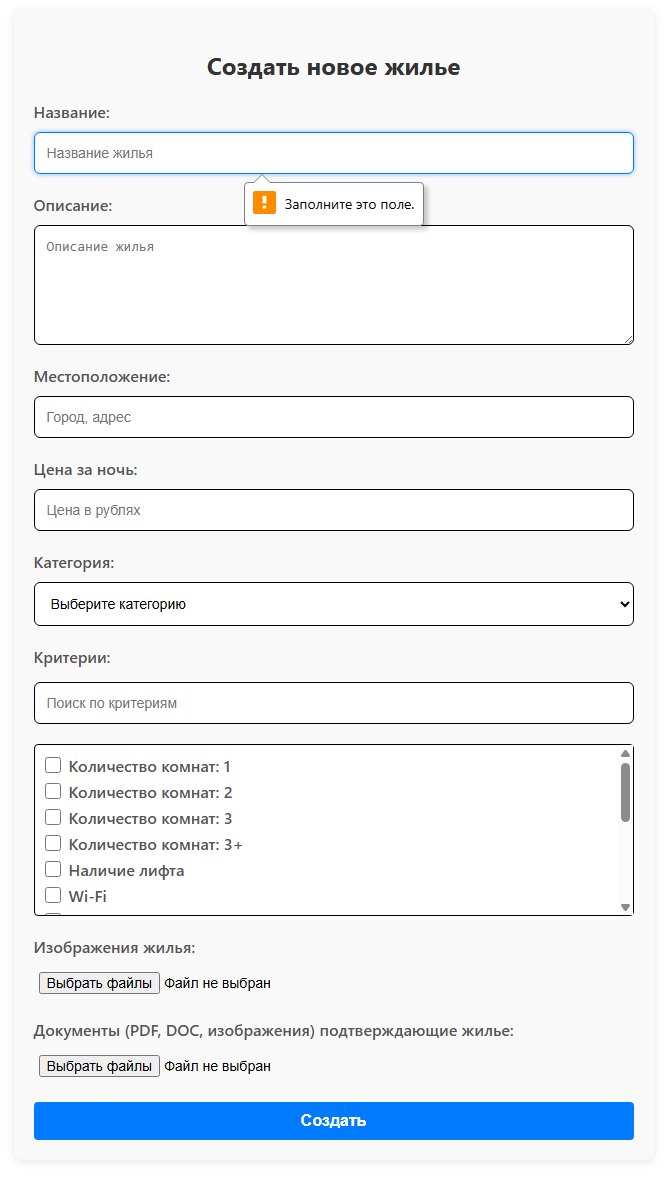 Создать новое жилье
Название:
Название жилья
! Заполните это поле.
Описание:
Описание жилья
Местоположение:
Город, адрес
Цена за ночь:
Цена в рублях
Категория:
Выберите категорию
Критерии:
Поиск по критериям
Количество комнат: 1
Количество комнат: 2
Количество комнат: 3
Количество комнат: 3+
Наличие лифта
Wi-Fi
Изображения жилья:
Выбрать файлы Файл не выбран
Документы (PDF, DOC, изображения) подтверждающие жилье:
Выбрать файлы Файл не выбран
Создать